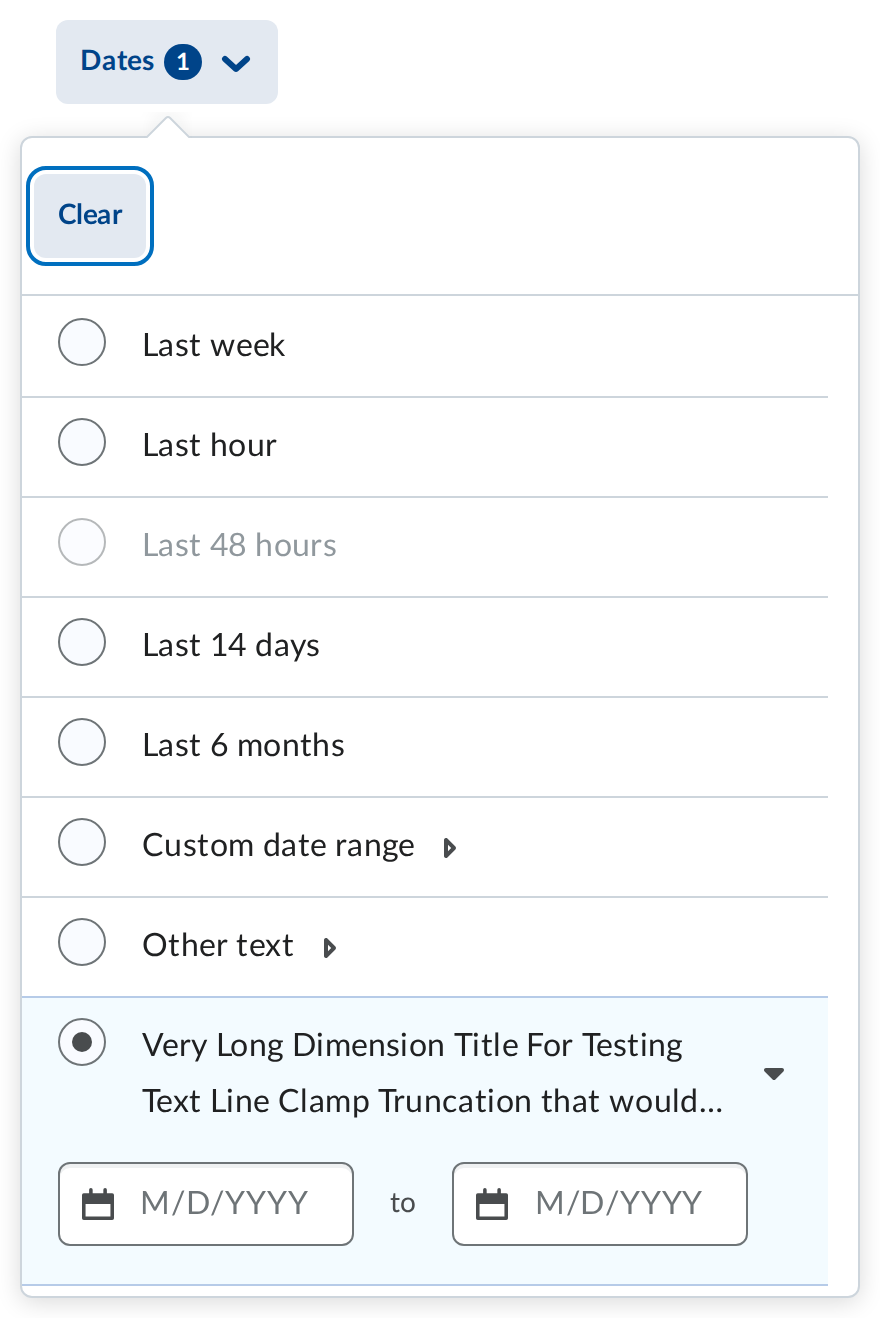 Dates 1
Clear
Last week
Last hour
Last 48 hours
Last 14 days
Last 6 months
Custom date range
Other text
Very Long Dimension Title For Testing
Text Line Clamp Truncation that would...
M/D/YYYY to M/D/YYYY